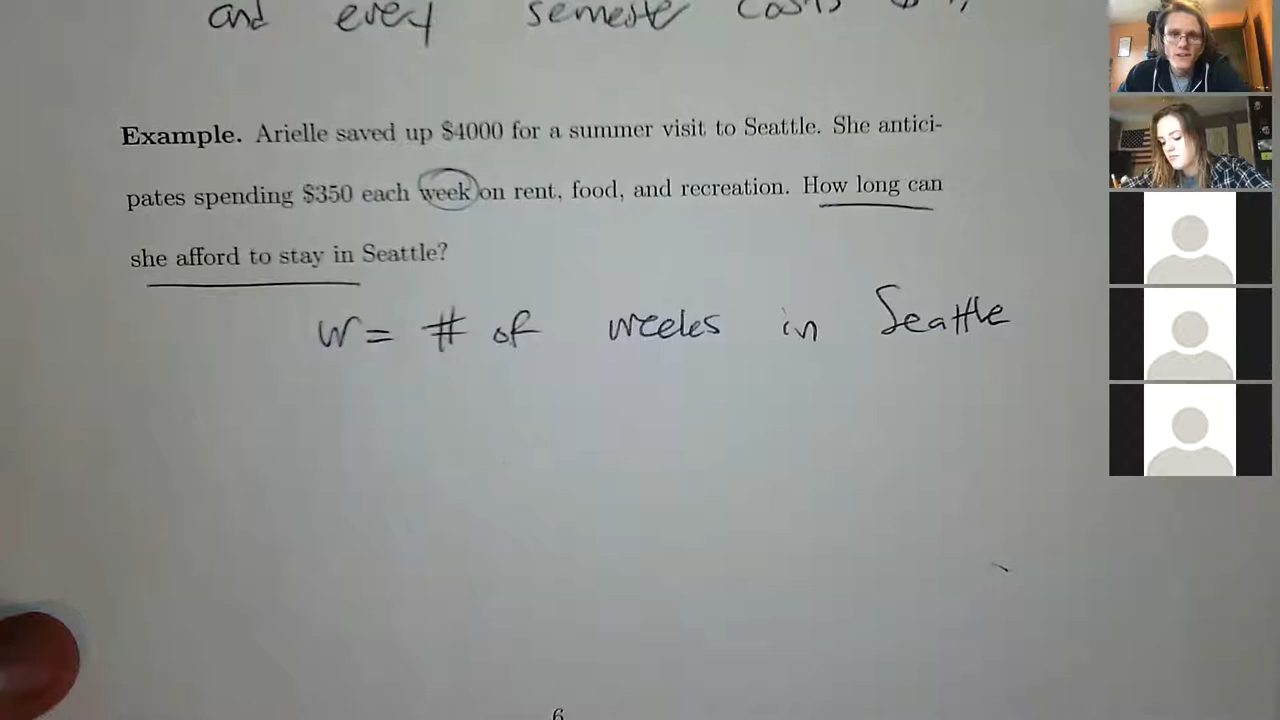 and every semester costs $
Example. Arielle saved up $4000 for a summer visit to Seattle. She antici-
pates spending $350 each week on rent, food, and recreation. How long can
she afford to stay in Seattle?
W = # of weeks in Seattle
6